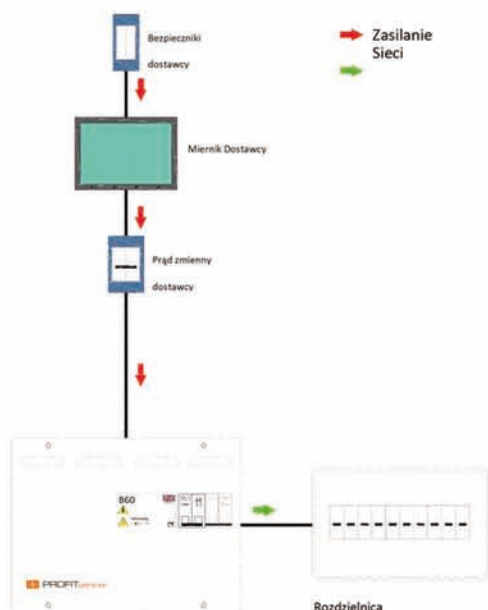 Bezpieczniki
dostawcy
Zasilanie
Sieci
Miernik Dostawcy
Prąd zmienny
dostawcy
B60
PROFIT
Rozdzielnica